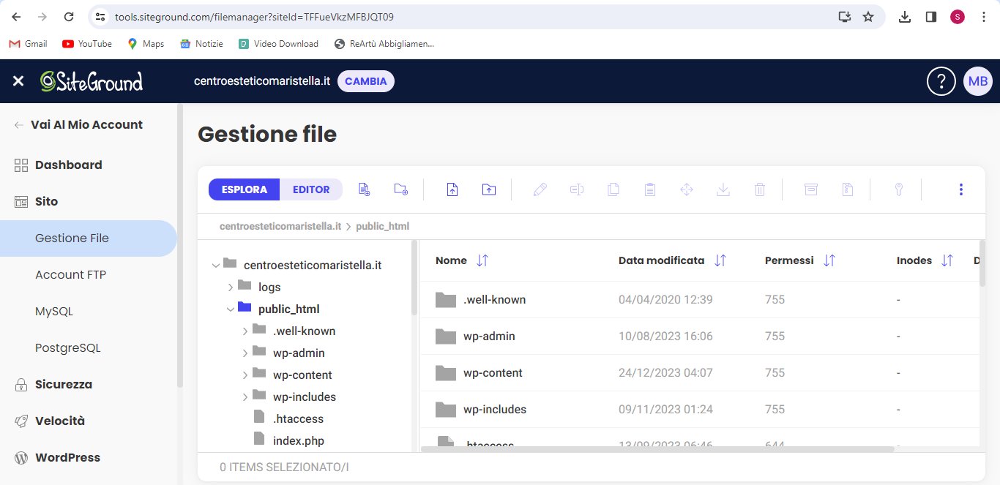 tools.siteground.com/filemanager?siteId=TFFueVkzMFBJQT09
S
Gmail YouTube Maps Notizie Video Download ReArtù Abbigliamen...
SiteGround centroesteticomaristella.it CAMBIA ? MB
Vai Al Mio Account
Dashboard
Sito
Gestione File
Account FTP
MySQL
PostgreSQL
Sicurezza
Velocità
WordPress
Gestione file
ESPLORA EDITOR
centroesteticomaristella.it > public_html
centroesteticomaristella.it
logs
public_html
.well-known
wp-admin
wp-content
wp-includes
.htaccess
index.php
Nome Data modificata Permessi Inodes D
.well-known 04/04/2020 12:39 755 -
wp-admin 10/08/2023 16:06 755 -
wp-content 24/12/2023 04:07 755 -
wp-includes 09/11/2023 01:24 755 -
.htaccess 13/09/2023 06:46 644 -
0 ITEMS SELEZIONATO/I